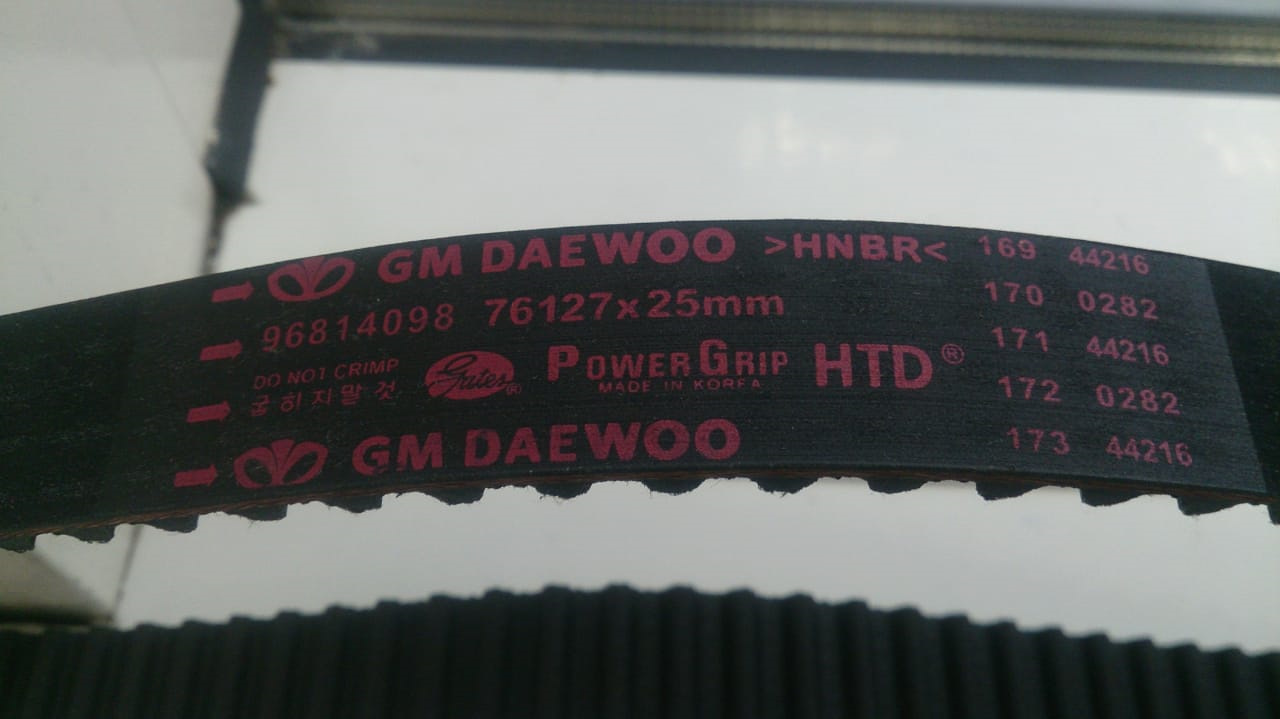 GM DAEWOO >HNBR< 169 44216
96814098 76127x25mm 170 0282
DO NOT CRIMP Gates® POWERGRIP HTD® 171 44216
굽히지말 것 MADE IN KOREA 172 0282
GM DAEWOO 173 44216